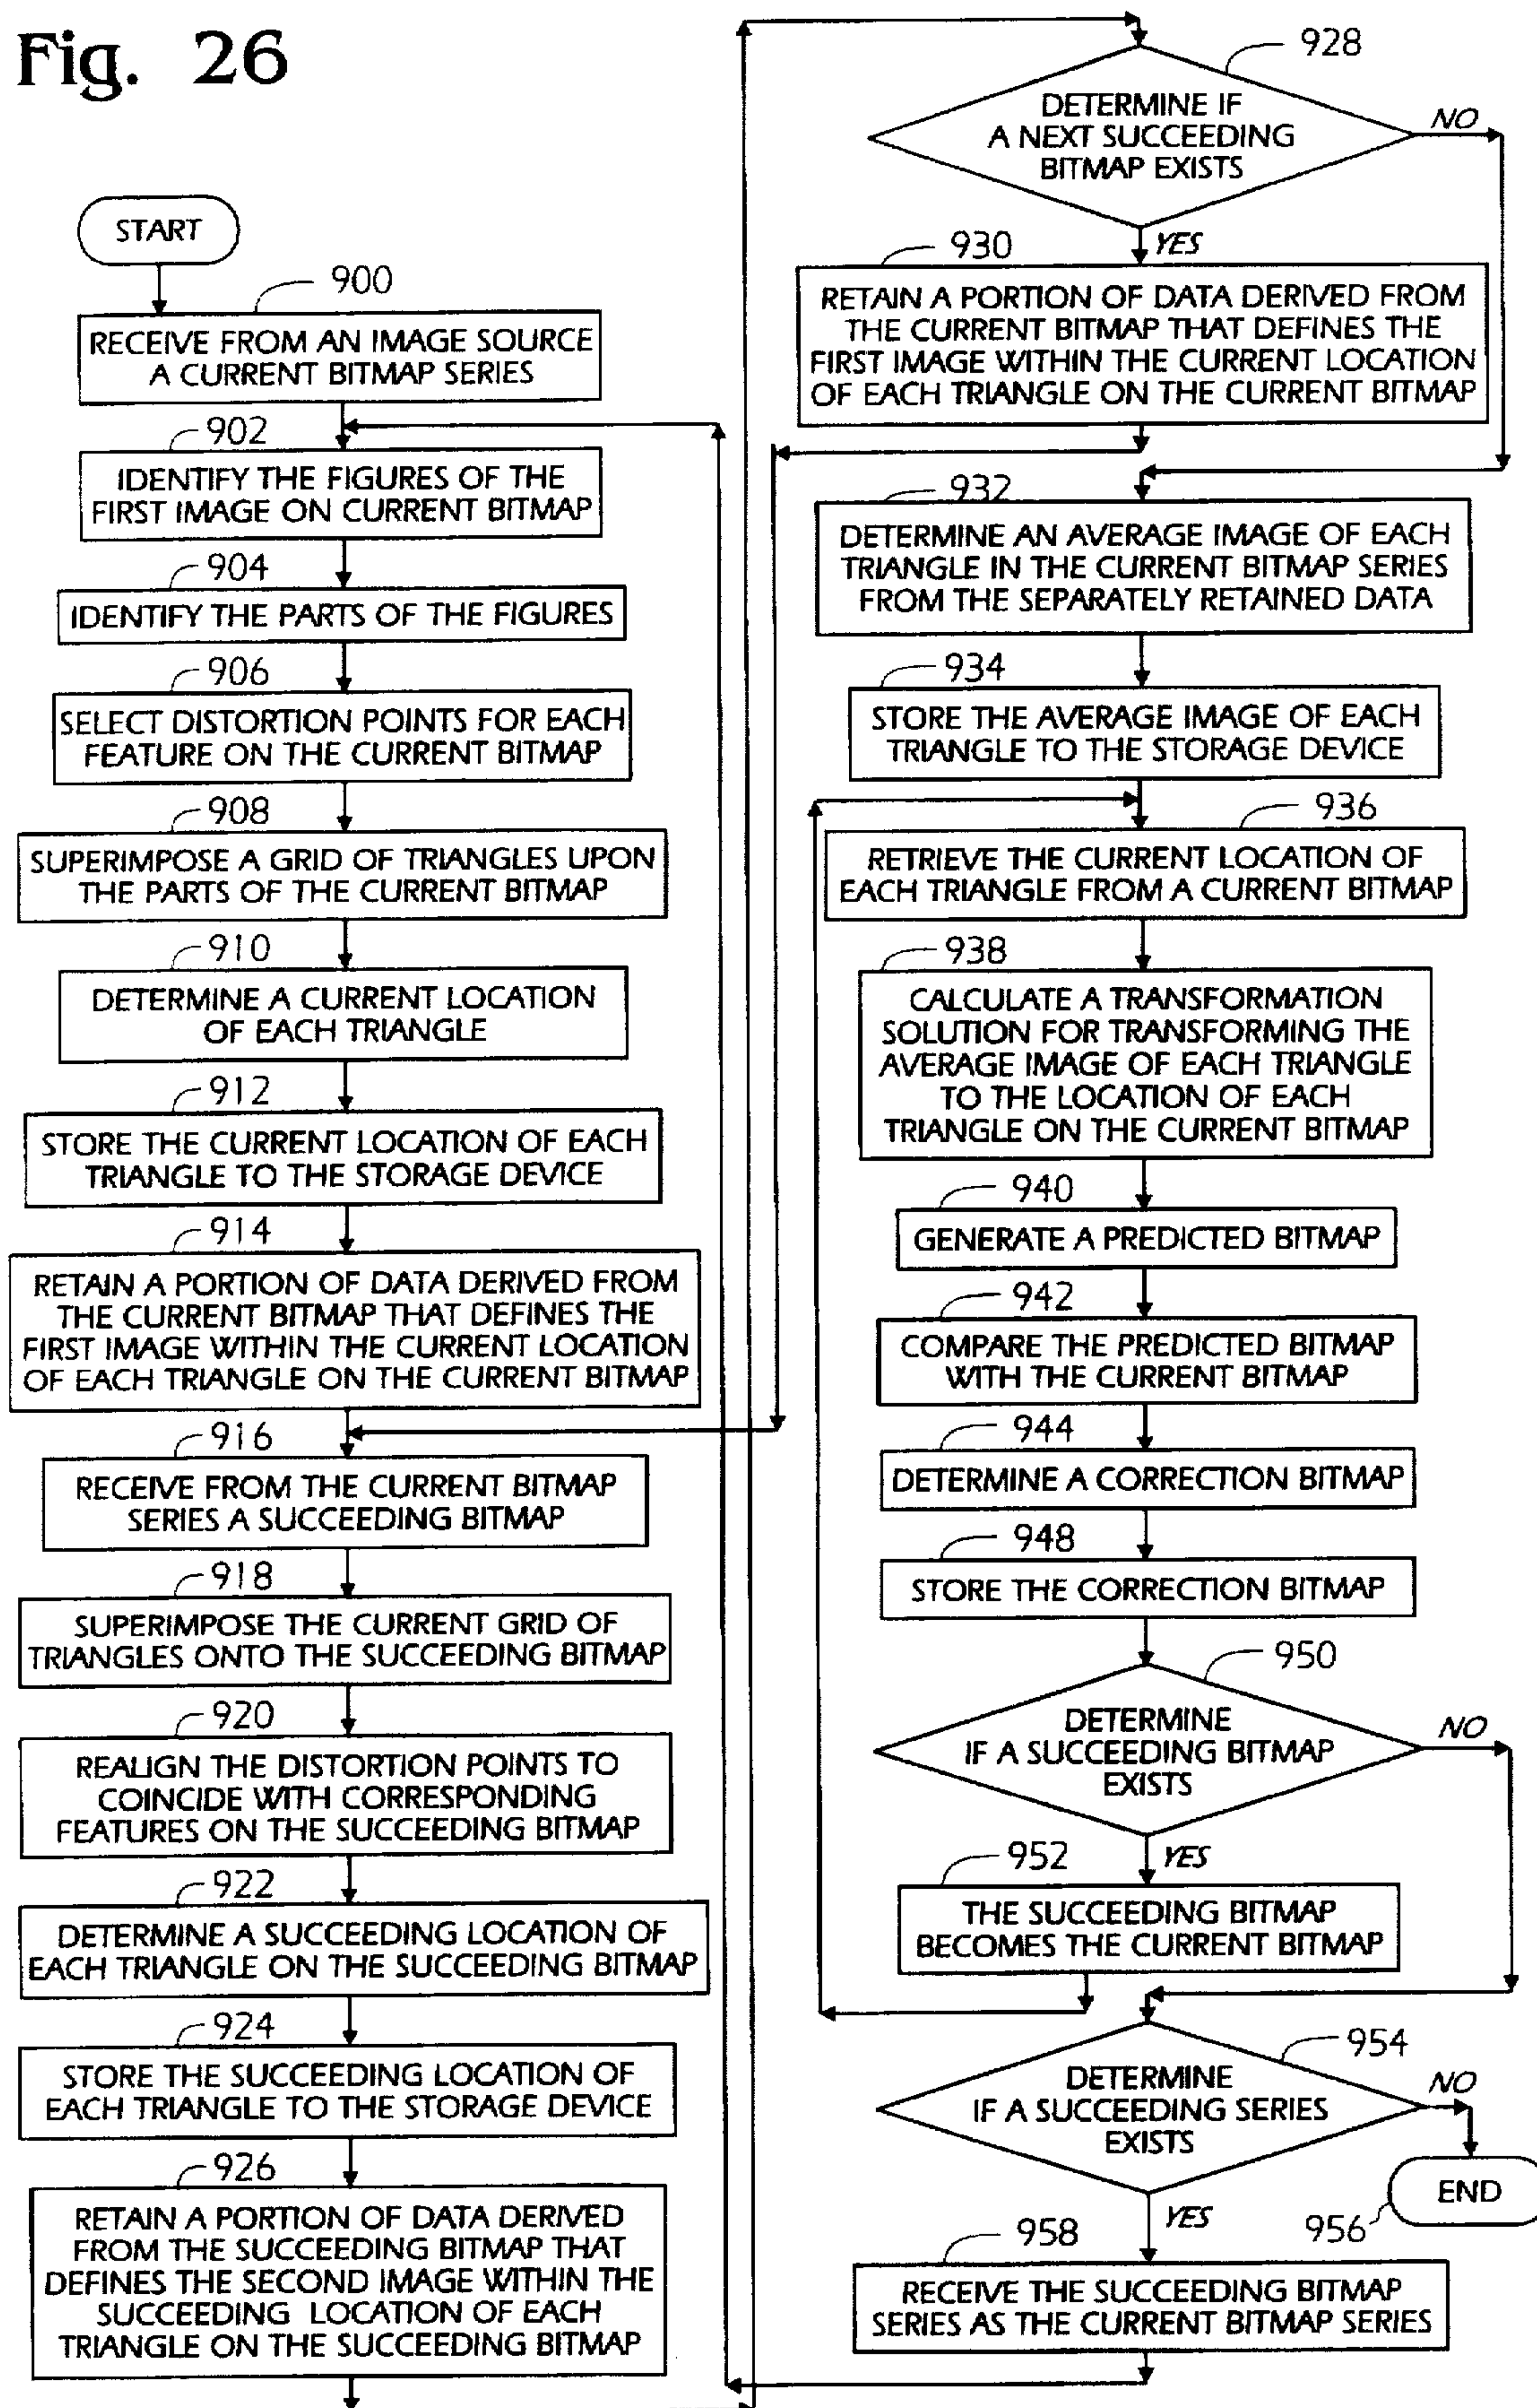 Fig. 26
START
900
RECEIVE FROM AN IMAGE SOURCE
A CURRENT BITMAP SERIES
902
IDENTIFY THE FIGURES OF THE
FIRST IMAGE ON CURRENT BITMAP
904
IDENTIFY THE PARTS OF THE FIGURES
906
SELECT DISTORTION POINTS FOR EACH
FEATURE ON THE CURRENT BITMAP
908
SUPERIMPOSE A GRID OF TRIANGLES UPON
THE PARTS OF THE CURRENT BITMAP
910
DETERMINE A CURRENT LOCATION
OF EACH TRIANGLE
912
STORE THE CURRENT LOCATION OF EACH
TRIANGLE TO THE STORAGE DEVICE
914
RETAIN A PORTION OF DATA DERIVED FROM
THE CURRENT BITMAP THAT DEFINES THE
FIRST IMAGE WITHIN THE CURRENT LOCATION
OF EACH TRIANGLE ON THE CURRENT BITMAP
916
RECEIVE FROM THE CURRENT BITMAP
SERIES A SUCCEEDING BITMAP
918
SUPERIMPOSE THE CURRENT GRID OF
TRIANGLES ONTO THE SUCCEEDING BITMAP
920
REALIGN THE DISTORTION POINTS TO
COINCIDE WITH CORRESPONDING
FEATURES ON THE SUCCEEDING BITMAP
922
DETERMINE A SUCCEEDING LOCATION OF
EACH TRIANGLE ON THE SUCCEEDING BITMAP
924
STORE THE SUCCEEDING LOCATION OF
EACH TRIANGLE TO THE STORAGE DEVICE
926
RETAIN A PORTION OF DATA DERIVED
FROM THE SUCCEEDING BITMAP THAT
DEFINES THE SECOND IMAGE WITHIN THE
SUCCEEDING LOCATION OF EACH
TRIANGLE ON THE SUCCEEDING BITMAP
928
DETERMINE IF
A NEXT SUCCEEDING
BITMAP EXISTS
NO
YES
930
RETAIN A PORTION OF DATA DERIVED FROM
THE CURRENT BITMAP THAT DEFINES THE
FIRST IMAGE WITHIN THE CURRENT LOCATION
OF EACH TRIANGLE ON THE CURRENT BITMAP
932
DETERMINE AN AVERAGE IMAGE OF EACH
TRIANGLE IN THE CURRENT BITMAP SERIES
FROM THE SEPARATELY RETAINED DATA
934
STORE THE AVERAGE IMAGE OF EACH
TRIANGLE TO THE STORAGE DEVICE
936
RETRIEVE THE CURRENT LOCATION OF
EACH TRIANGLE FROM A CURRENT BITMAP
938
CALCULATE A TRANSFORMATION
SOLUTION FOR TRANSFORMING THE
AVERAGE IMAGE OF EACH TRIANGLE
TO THE LOCATION OF EACH
TRIANGLE ON THE CURRENT BITMAP
940
GENERATE A PREDICTED BITMAP
942
COMPARE THE PREDICTED BITMAP
WITH THE CURRENT BITMAP
944
DETERMINE A CORRECTION BITMAP
948
STORE THE CORRECTION BITMAP
950
DETERMINE
IF A SUCCEEDING BITMAP
EXISTS
NO
YES
952
THE SUCCEEDING BITMAP
BECOMES THE CURRENT BITMAP
954
DETERMINE
IF A SUCCEEDING SERIES
EXISTS
NO
END
956
YES
958
RECEIVE THE SUCCEEDING BITMAP
SERIES AS THE CURRENT BITMAP SERIES